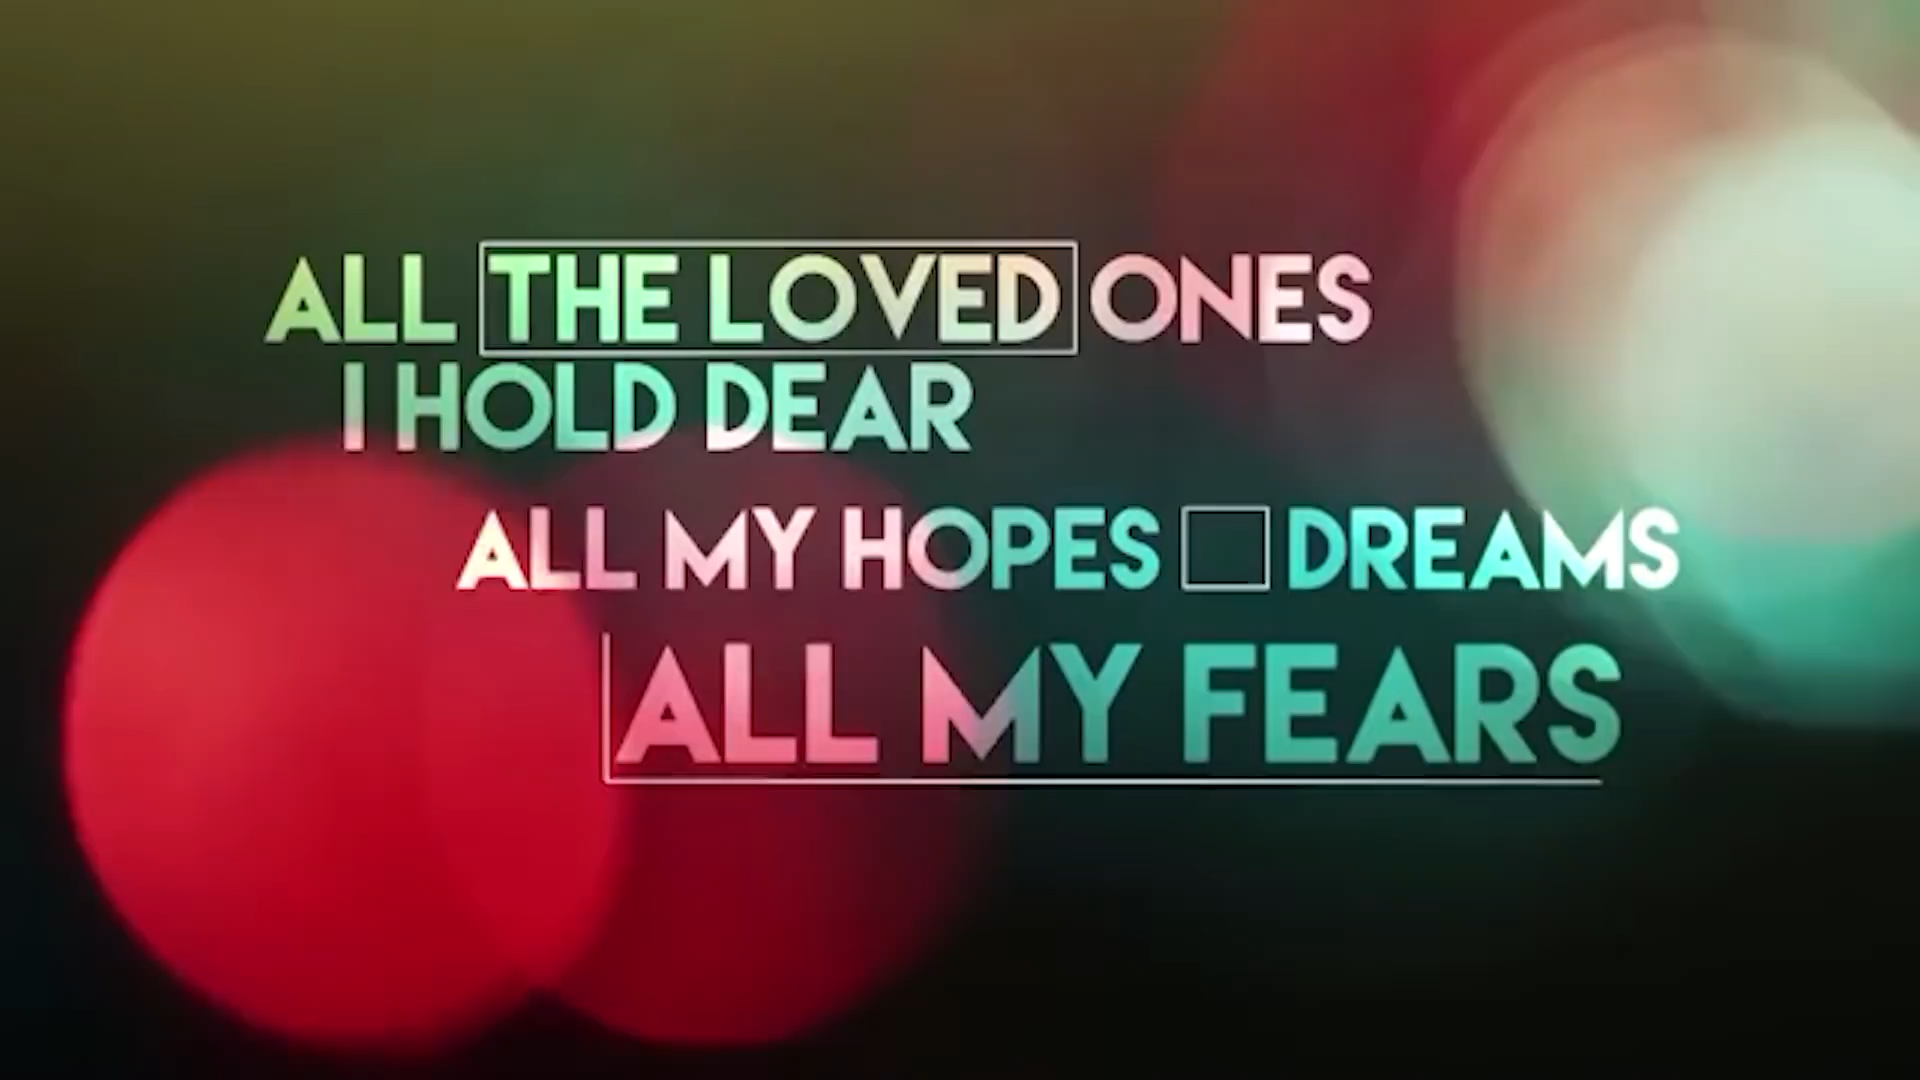 ALL THE LOVED ONES
I HOLD DEAR
ALL MY HOPES DREAMS
ALL MY FEARS